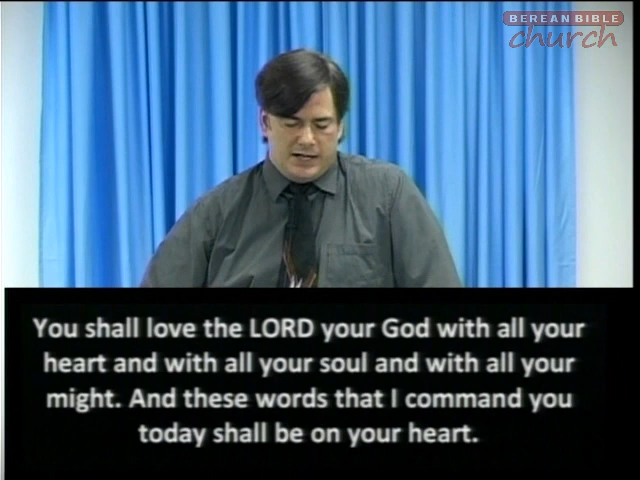 BEREAN BIBLE
church
You shall love the LORD your God with all your
heart and with all your soul and with all your
might. And these words that I command you
today shall be on your heart.